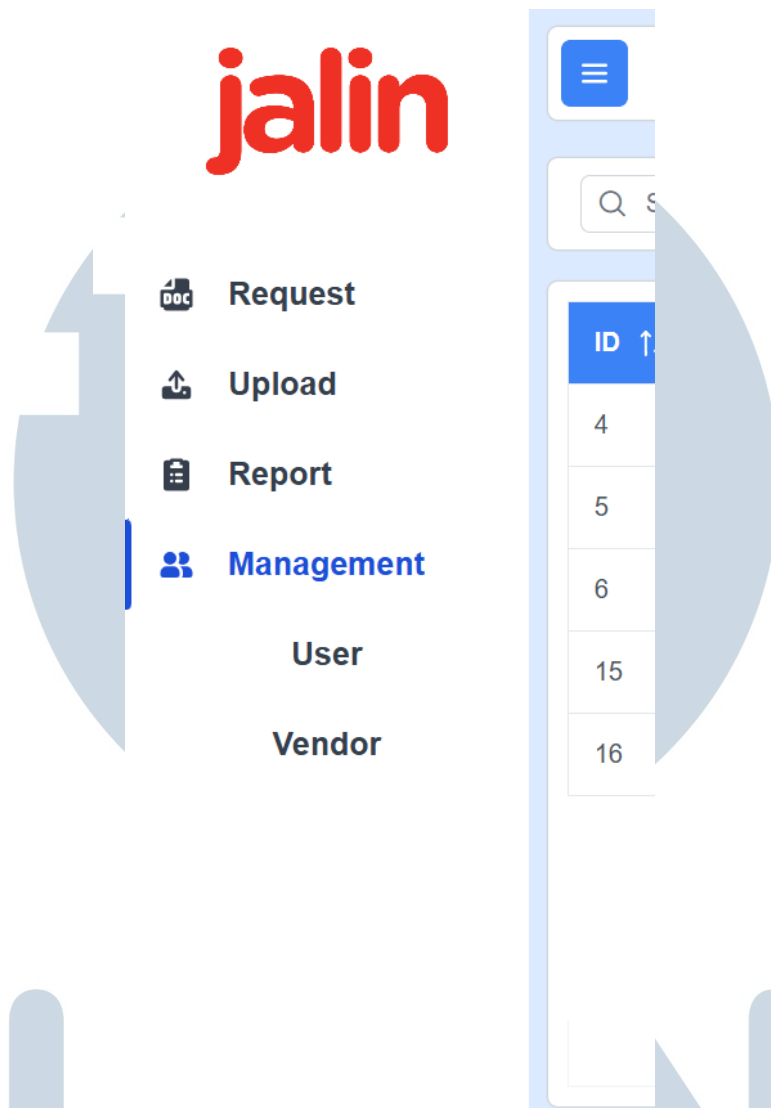 jalin
Request
Upload
Report
Management
User
Vendor
ID
4
5
6
15
16